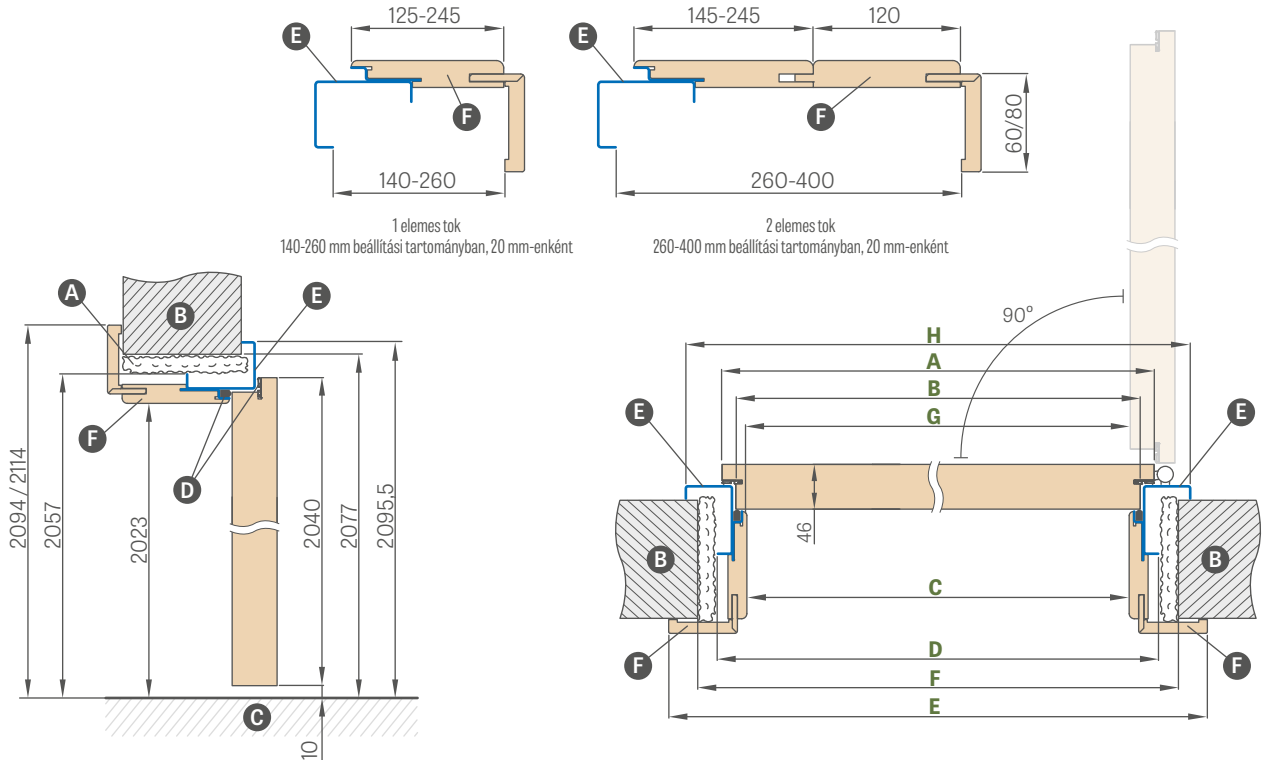 125-245
145-245
120
E
E
F
F
60/80
140-260
260-400
1 elemes tok
140-260 mm beállítási tartományban, 20 mm-enként
2 elemes tok
260-400 mm beállítási tartományban, 20 mm-enként
A
B
E
F
D
2094 / 2114
2057
2023
2040
2077
2095,5
C
10
90°
H
A
B
G
E
E
46
B
B
C
F
F
D
F
E